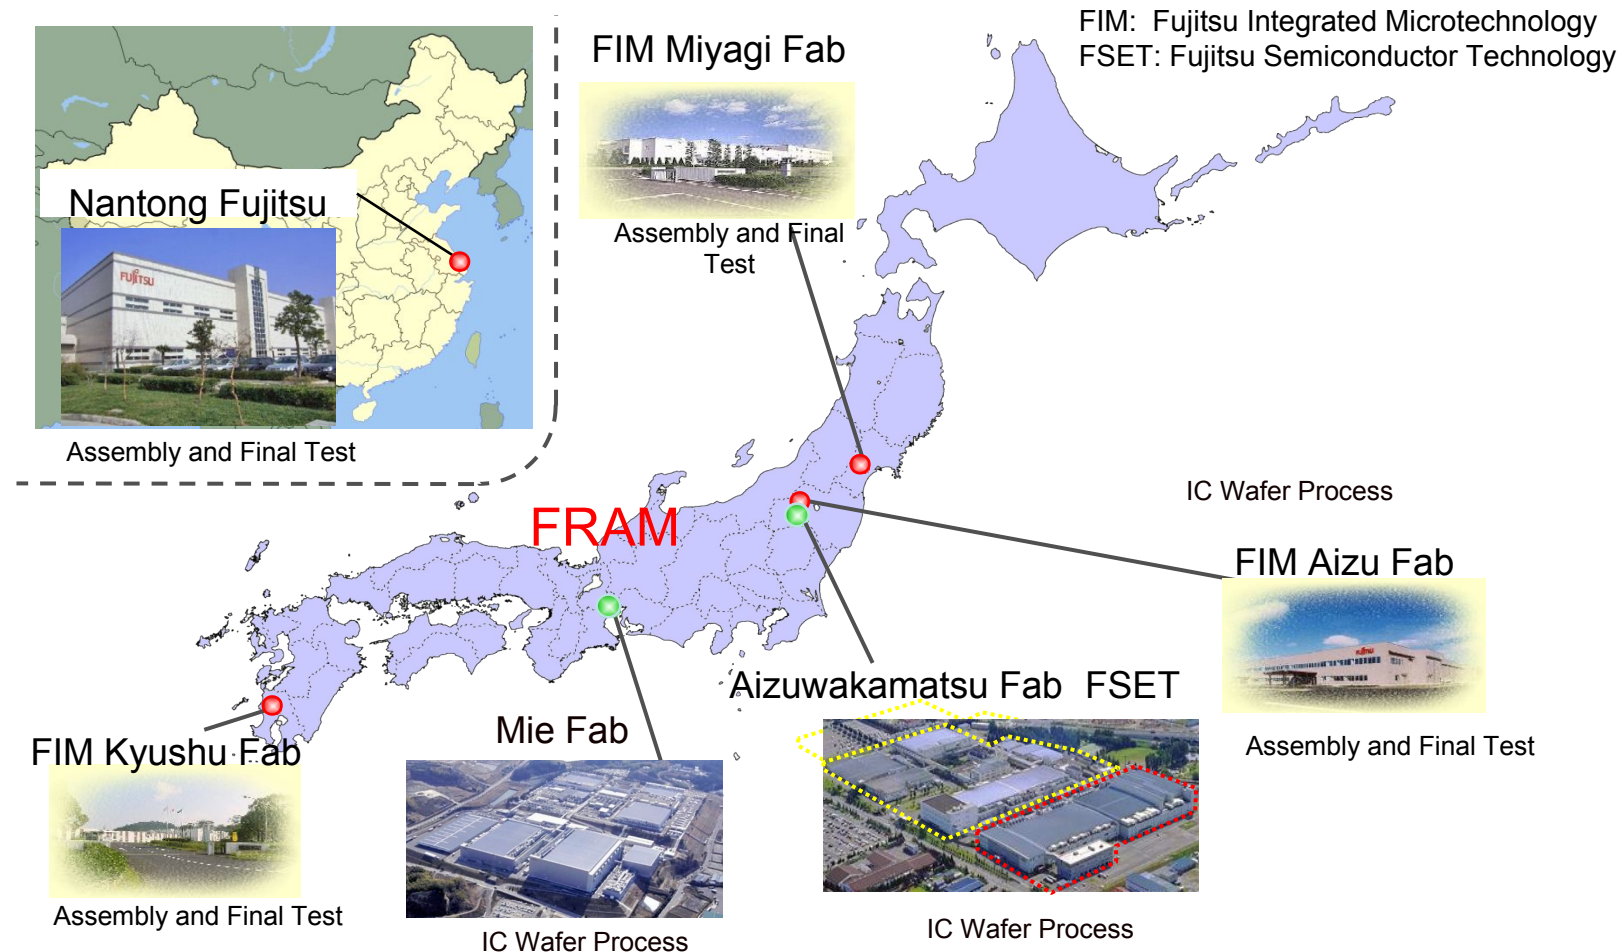 FIM: Fujitsu Integrated Microtechnology
FSET: Fujitsu Semiconductor Technology
FIM Miyagi Fab
Assembly and Final
Test
Nantong Fujitsu
FUJITSU
Assembly and Final Test
FRAM
IC Wafer Process
FIM Aizu Fab
FUJITSU
Assembly and Final Test
Aizuwakamatsu Fab FSET
IC Wafer Process
Mie Fab
IC Wafer Process
FIM Kyushu Fab
Assembly and Final Test